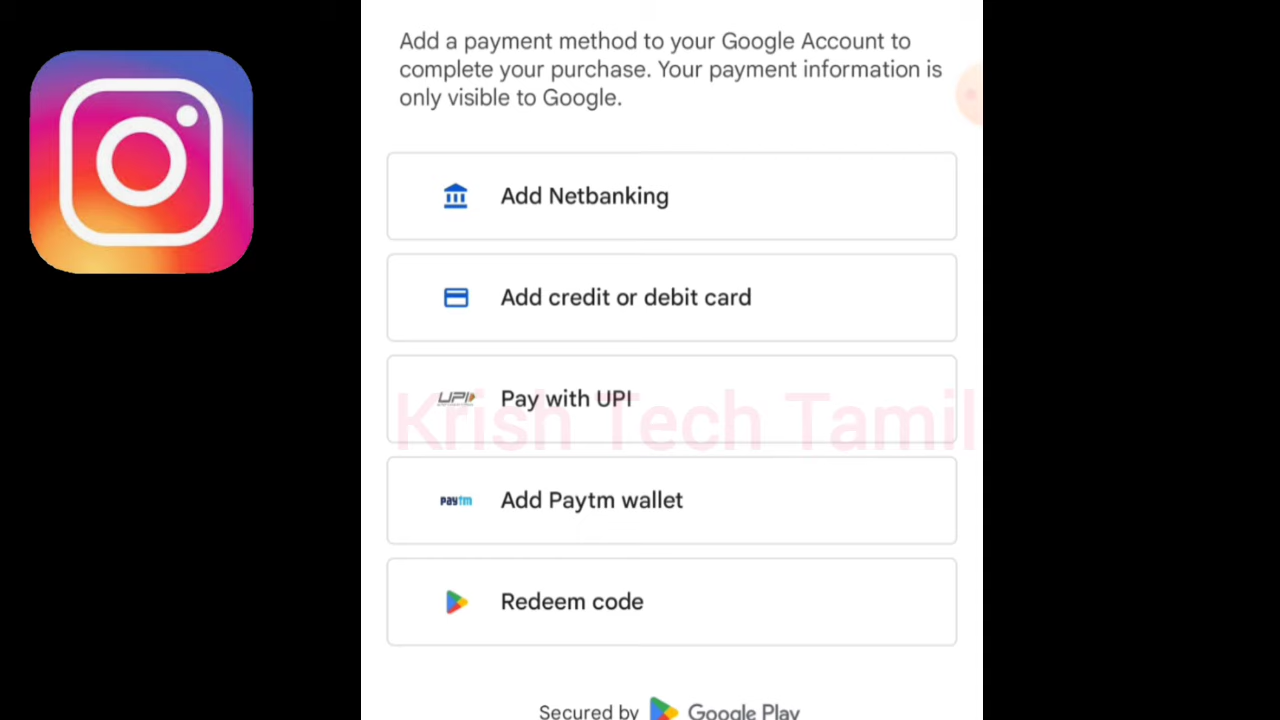 Add a payment method to your Google Account to
complete your purchase. Your payment information is
only visible to Google.
Add Netbanking
Add credit or debit card
UPI Pay with UPI
Krish Tech Tamil
paytm Add Paytm wallet
Redeem code
Secured by Google Play